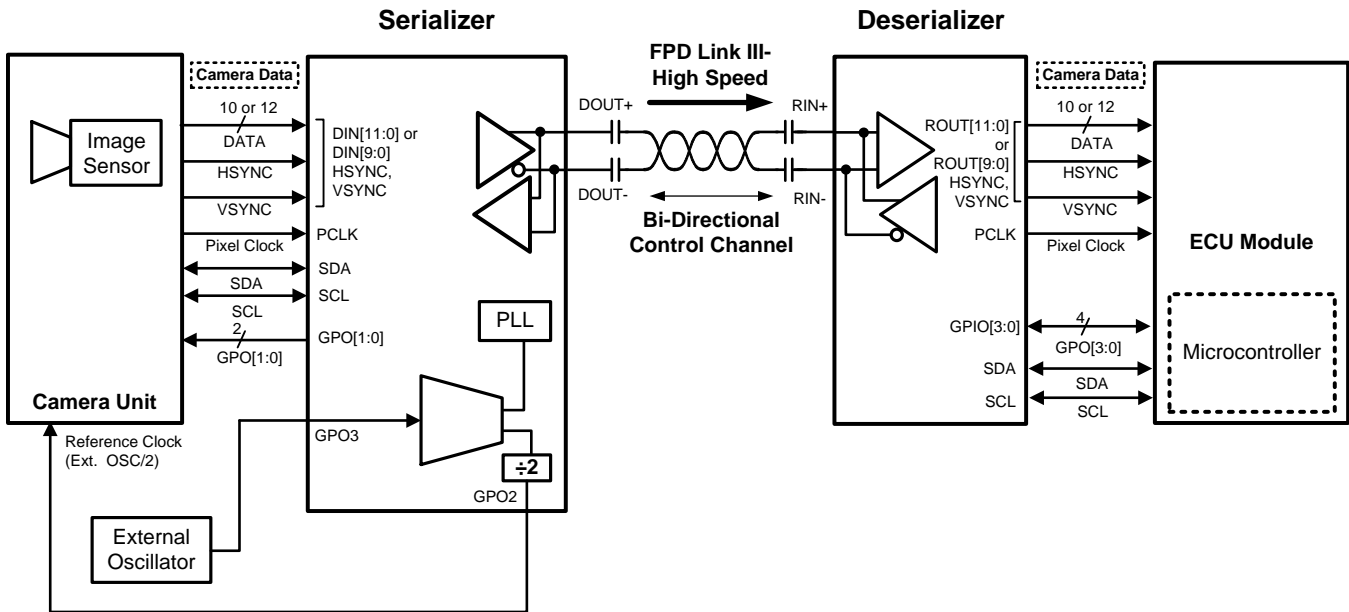 Serializer
Deserializer
FPD Link III-
High Speed
Camera Data
10 or 12
DATA
HSYNC
VSYNC
Pixel Clock
SDA
SCL
2
GPO[1:0]
Image
Sensor
Camera Unit
Reference Clock
(Ext. OSC/2)
External
Oscillator
DIN[11:0] or
DIN[9:0]
HSYNC,
VSYNC
PCLK
SDA
SCL
GPO[1:0]
PLL
GPO3
÷2
GPO2
DOUT+
DOUT-
RIN+
RIN-
Bi-Directional
Control Channel
ROUT[11:0]
or
ROUT[9:0]
HSYNC,
VSYNC
PCLK
GPIO[3:0]
SDA
SCL
Camera Data
10 or 12
DATA
HSYNC
VSYNC
Pixel Clock
4
GPO[3:0]
SDA
SCL
ECU Module
Microcontroller